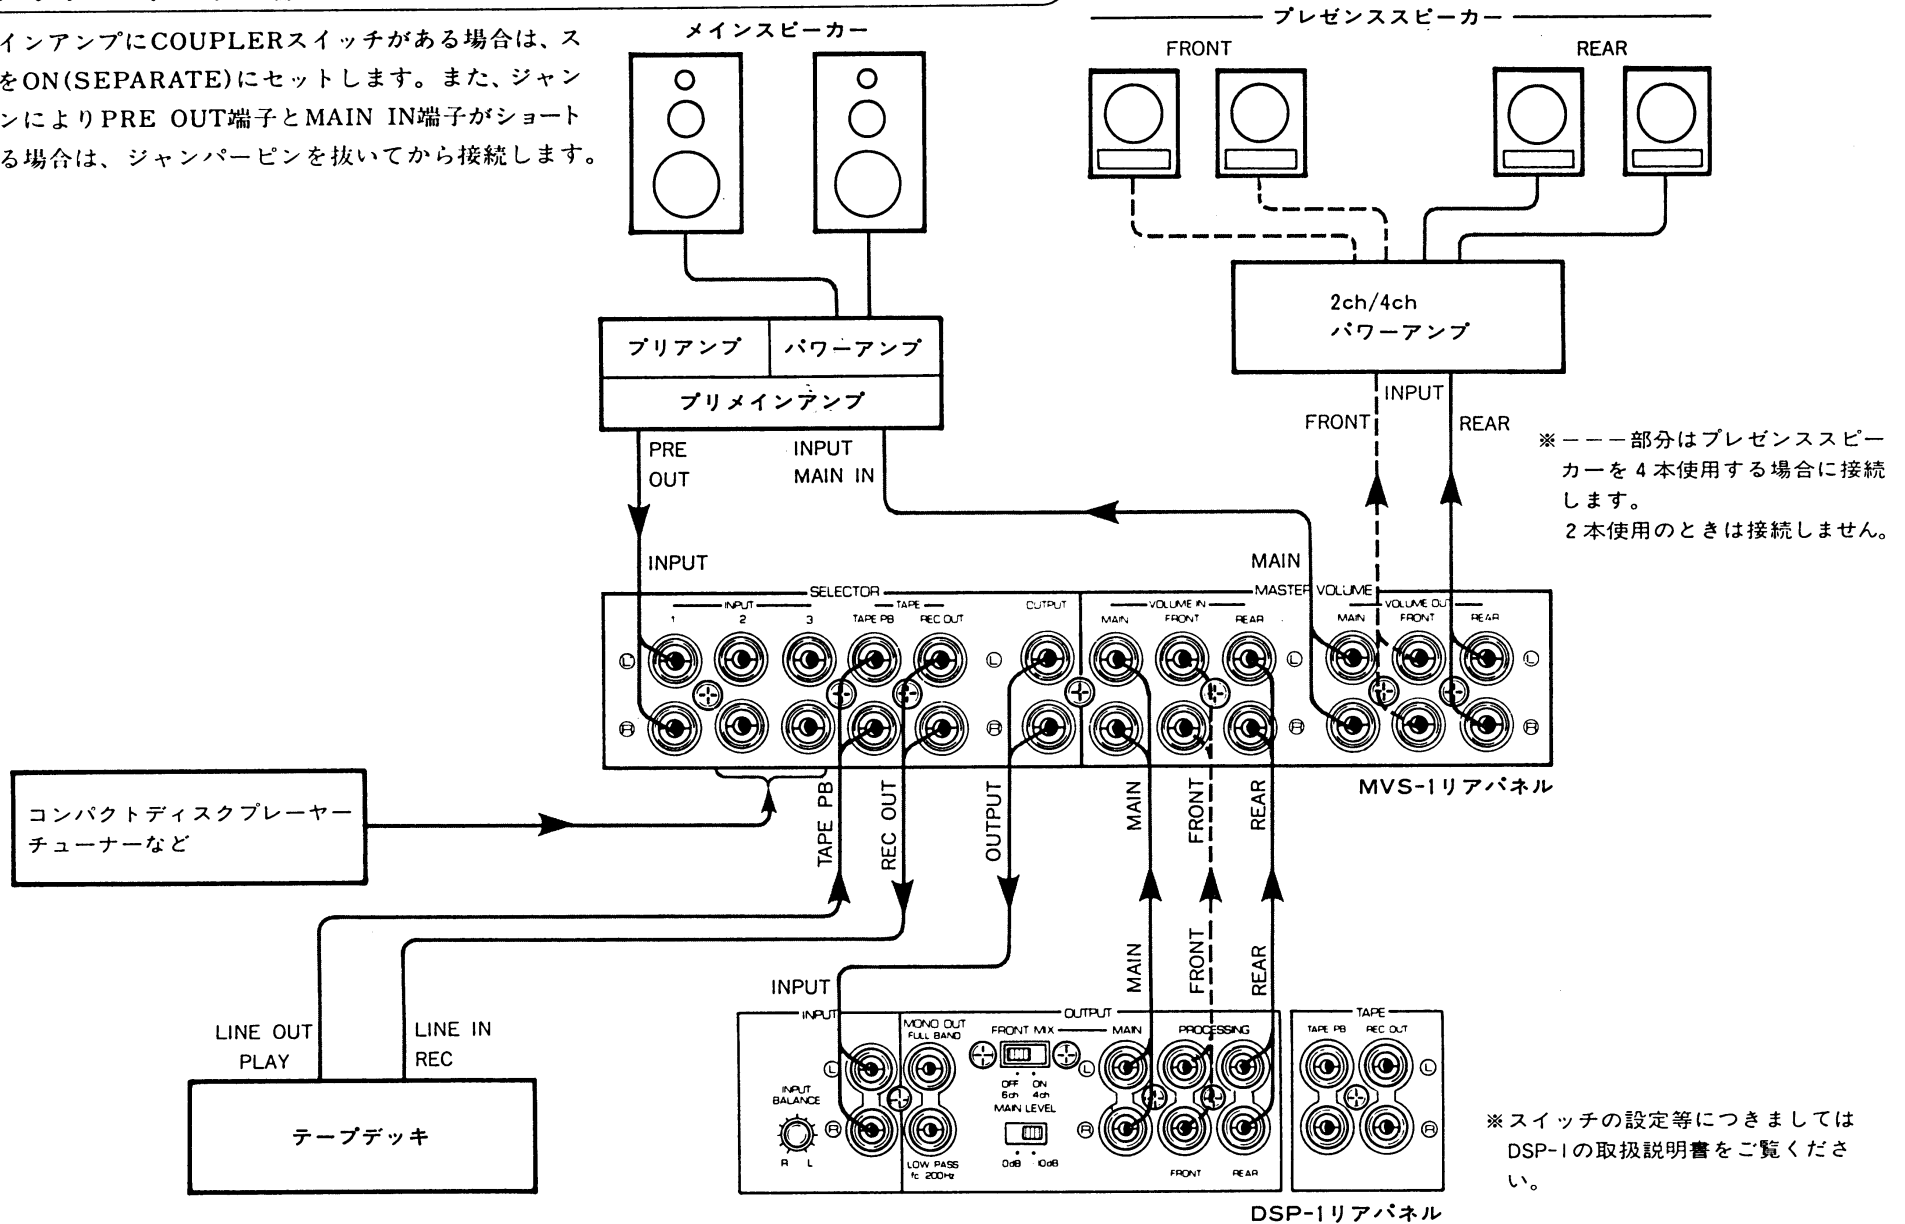 インアンプにCOUPLERスイッチがある場合は、ス
をON(SEPARATE)にセットします。また、ジャン
ンによりPRE OUT端子とMAIN IN端子がショート
る場合は、ジャンパーピンを抜いてから接続します。
メインスピーカー
プレゼンススピーカー
FRONT
REAR
2ch/4ch
パワーアンプ
プリアンプ
パワーアンプ
プリメインアンプ
PRE
OUT
INPUT
MAIN IN
INPUT
FRONT
REAR
※ーーー部分はプレゼンススピー
カーを4本使用する場合に接続
します。
2本使用のときは接続しません。
INPUT
MAIN
SELECTOR
MASTER VOLUME
INPUT
TAPE
OUTPUT
VOLUME IN
VOLUME OUT
1
2
3
TAPE PB
REC OUT
MAIN
FRONT
REAR
MAIN
FRONT
REAR
L
L
L
L
R
R
R
R
MVS-1リアパネル
コンパクトディスクプレーヤー
チューナーなど
TAPE PB
REC OUT
OUTPUT
MAIN
FRONT
REAR
MAIN
FRONT
REAR
INPUT
LINE OUT
PLAY
LINE IN
REC
テープデッキ
INPUT
OUTPUT
TAPE
MONO OUT
FULL BAND
FRONT MIX
MAIN
PROCESSING
TAPE PB
REC OUT
L
L
L
OFF
ON
6ch
4ch
INPUT
BALANCE
MAIN LEVEL
R
R
R
R
L
LOW PASS
fc 200Hz
0dB
-10dB
FRONT
REAR
DSP-1リアパネル
※スイッチの設定等につきましては
DSP-1の取扱説明書をご覧くださ
い。